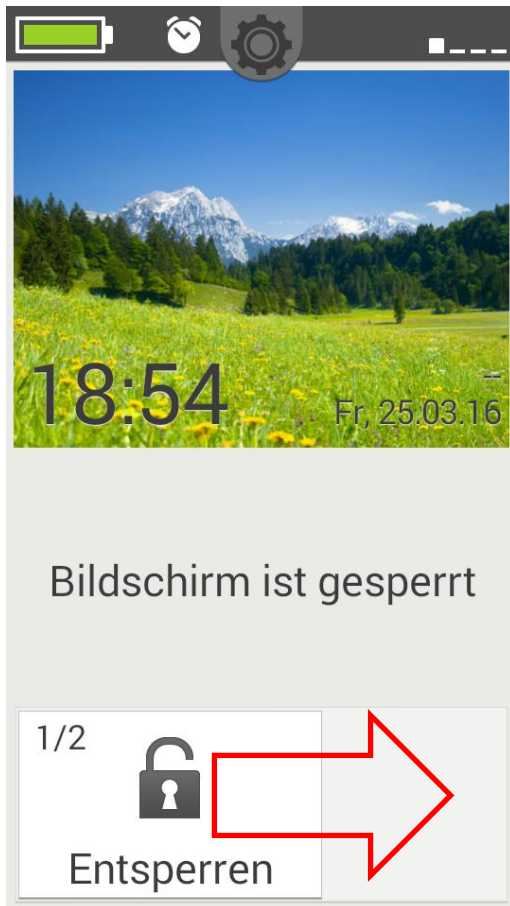 18:54
--
Fr, 25.03.16
Bildschirm ist gesperrt
1/2
Entsperren